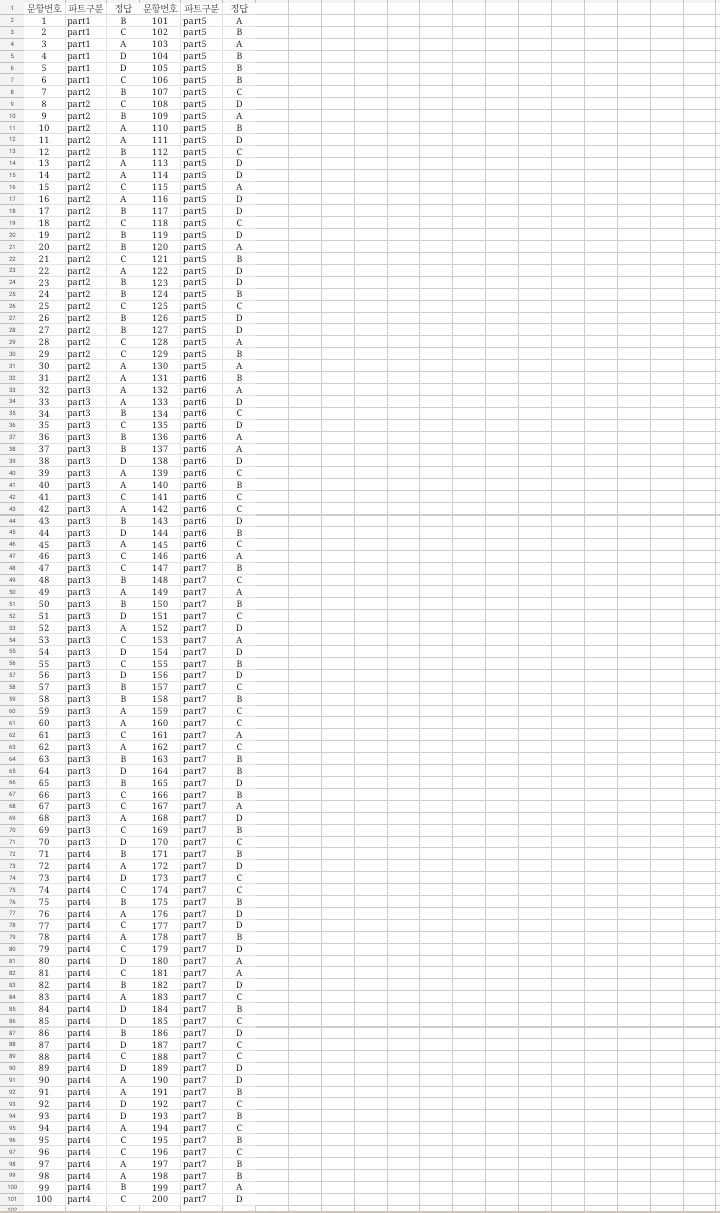 1 문항번호 파트구분 정답 문항번호 파트구분 정답
2 1 part1 B 101 part5 A
3 2 part1 C 102 part5 B
4 3 part1 A 103 part5 A
5 4 part1 D 104 part5 B
6 5 part1 D 105 part5 B
7 6 part1 C 106 part5 B
8 7 part2 B 107 part5 C
9 8 part2 C 108 part5 D
10 9 part2 B 109 part5 A
11 10 part2 A 110 part5 B
12 11 part2 A 111 part5 D
13 12 part2 B 112 part5 C
14 13 part2 A 113 part5 D
15 14 part2 A 114 part5 D
16 15 part2 C 115 part5 A
17 16 part2 A 116 part5 D
18 17 part2 B 117 part5 D
19 18 part2 C 118 part5 C
20 19 part2 B 119 part5 D
21 20 part2 B 120 part5 A
22 21 part2 C 121 part5 B
23 22 part2 A 122 part5 D
24 23 part2 B 123 part5 D
25 24 part2 B 124 part5 B
26 25 part2 C 125 part5 C
27 26 part2 B 126 part5 D
28 27 part2 B 127 part5 D
29 28 part2 C 128 part5 A
30 29 part2 C 129 part5 B
31 30 part2 A 130 part5 A
32 31 part2 A 131 part6 B
33 32 part3 A 132 part6 A
34 33 part3 A 133 part6 D
35 34 part3 B 134 part6 C
36 35 part3 C 135 part6 D
37 36 part3 B 136 part6 A
38 37 part3 B 137 part6 A
39 38 part3 D 138 part6 D
40 39 part3 A 139 part6 C
41 40 part3 A 140 part6 B
42 41 part3 C 141 part6 C
43 42 part3 A 142 part6 C
44 43 part3 B 143 part6 D
45 44 part3 D 144 part6 B
46 45 part3 A 145 part6 C
47 46 part3 C 146 part6 A
48 47 part3 C 147 part7 B
49 48 part3 B 148 part7 C
50 49 part3 A 149 part7 A
51 50 part3 B 150 part7 B
52 51 part3 D 151 part7 C
53 52 part3 A 152 part7 D
54 53 part3 C 153 part7 A
55 54 part3 D 154 part7 D
56 55 part3 C 155 part7 B
57 56 part3 D 156 part7 D
58 57 part3 B 157 part7 C
59 58 part3 B 158 part7 B
60 59 part3 A 159 part7 C
61 60 part3 A 160 part7 C
62 61 part3 C 161 part7 A
63 62 part3 A 162 part7 C
64 63 part3 B 163 part7 B
65 64 part3 D 164 part7 B
66 65 part3 B 165 part7 D
67 66 part3 C 166 part7 B
68 67 part3 C 167 part7 A
69 68 part3 A 168 part7 D
70 69 part3 C 169 part7 B
71 70 part3 D 170 part7 C
72 71 part4 B 171 part7 B
73 72 part4 A 172 part7 D
74 73 part4 D 173 part7 C
75 74 part4 C 174 part7 C
76 75 part4 B 175 part7 B
77 76 part4 A 176 part7 D
78 77 part4 C 177 part7 D
79 78 part4 A 178 part7 B
80 79 part4 C 179 part7 D
81 80 part4 D 180 part7 A
82 81 part4 C 181 part7 A
83 82 part4 B 182 part7 D
84 83 part4 A 183 part7 C
85 84 part4 D 184 part7 B
86 85 part4 D 185 part7 C
87 86 part4 B 186 part7 D
88 87 part4 D 187 part7 C
89 88 part4 C 188 part7 C
90 89 part4 D 189 part7 D
91 90 part4 A 190 part7 D
92 91 part4 A 191 part7 B
93 92 part4 D 192 part7 C
94 93 part4 D 193 part7 B
95 94 part4 A 194 part7 C
96 95 part4 C 195 part7 B
97 96 part4 C 196 part7 C
98 97 part4 A 197 part7 B
99 98 part4 A 198 part7 B
100 99 part4 B 199 part7 A
101 100 part4 C 200 part7 D
102